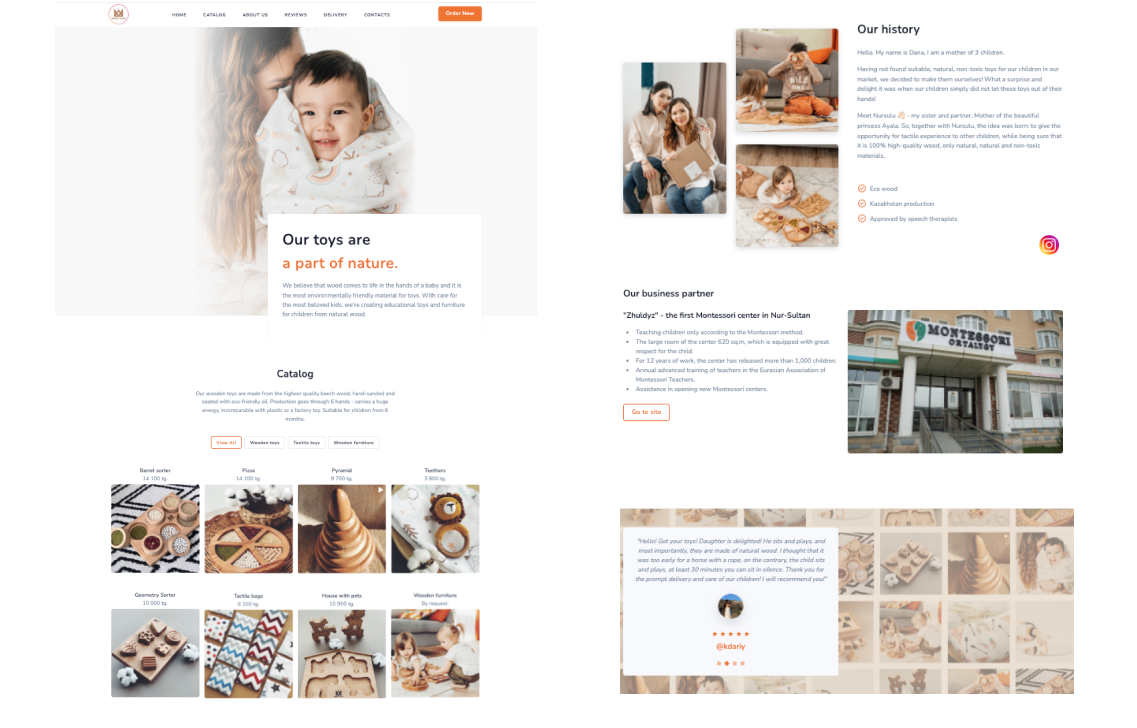 HOME CATALOG ABOUT US REVIEWS DELIVERY CONTACTS
Order Now
Our toys are
a part of nature.
We believe that wood comes to life in the hands of a baby and it is
the most environmentally friendly material for toys. With care for
the most beloved kids, we're creating educational toys and furniture
for children from natural wood.
Catalog
Our wooden toys are made from the highest quality beech wood, hand-sanded and
coated with eco-friendly oil. Production goes through 6 hands - carries a huge
energy, incomparable with plastic or a factory toy. Suitable for children from 6
months.
View All
Wooden toys
Tactile toys
Wooden furniture
Barrel sorter
14 100 tg.
Pizza
14 100 tg.
Pyramid
9 700 tg.
Teethers
3 800 tg.
Geometry Sorter
10 000 tg.
Tactile bags
6 000 tg.
House with pets
10 900 tg.
Wooden furniture
By request.
Our history
Hello. My name is Dana, I am a mother of 3 children.
Having not found suitable, natural, non-toxic toys for our children in our
market, we decided to make them ourselves! What a surprise and
delight it was when our children simply did not let these toys out of their
hands!
Meet Nursulu 👋🏻 - my sister and partner, Mother of the beautiful
princess Ayala. So, together with Nursulu, the idea was born: to give the
opportunity for tactile experience to other children, while being sure that
it is 100% high-quality wood, only natural, natural and non-toxic
materials.
Eco wood
Kazakhstan production
Approved by speech therapists
Our business partner
"Zhuldyz" - the first Montessori center in Nur-Sultan
Teaching children only according to the Montessori method.
The large room of the center 620 sq.m, which is equipped with great
respect for the child.
For 12 years of work, the center has released more than 1,000 children.
Annual advanced training of teachers in the Eurasian Association of
Montessori Teachers.
Assistance in opening new Montessori centers.
Go to site
MONTESSORI
ORTALYGY
"Hello! Got your toys! Daughter is delighted! He sits and plays, and
most importantly, they are made of natural wood. I thought that it
was too early for a horse with a rope, on the contrary, the child sits
and plays, at least 30 minutes you can sit in silence. Thank you for
the prompt delivery and care of our children! I will recommend you!"
@kdariy